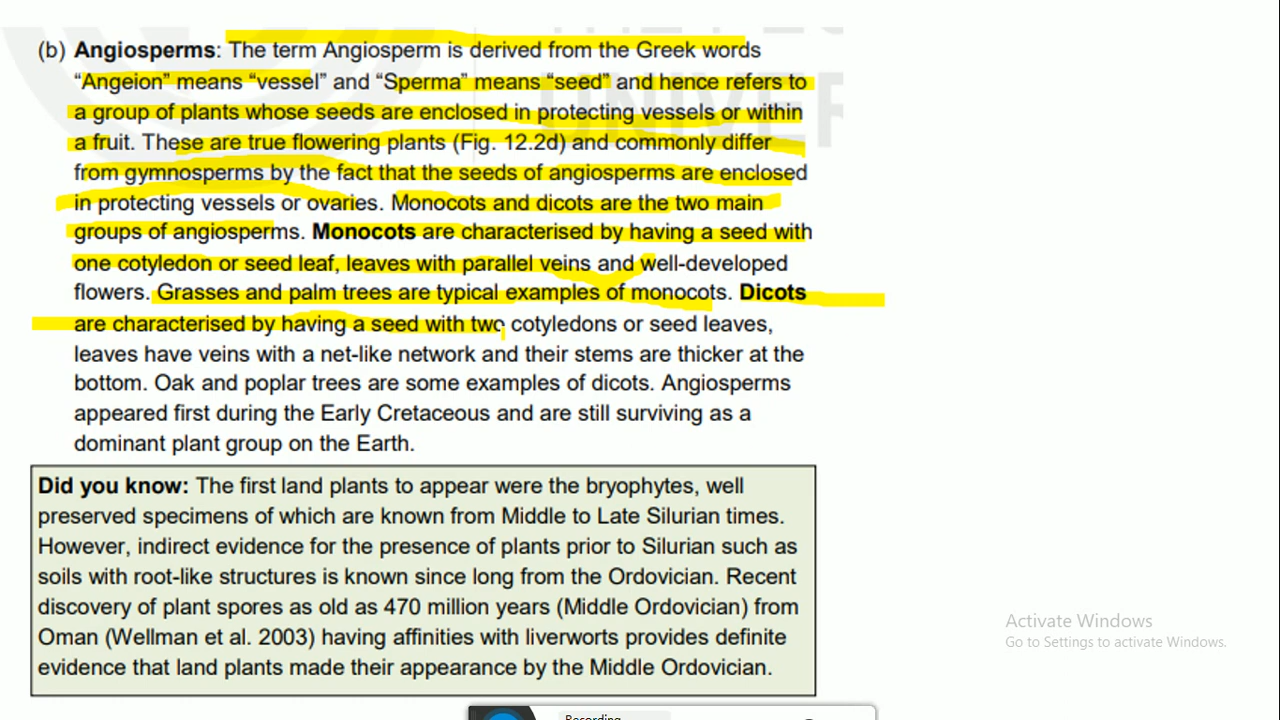 (b) Angiosperms: The term Angiosperm is derived from the Greek words
“Angeion” means “vessel” and “Sperma” means “seed” and hence refers to
a group of plants whose seeds are enclosed in protecting vessels or within
a fruit. These are true flowering plants (Fig. 12.2d) and commonly differ
from gymnosperms by the fact that the seeds of angiosperms are enclosed
in protecting vessels or ovaries. Monocots and dicots are the two main
groups of angiosperms. Monocots are characterised by having a seed with
one cotyledon or seed leaf, leaves with parallel veins and well-developed
flowers. Grasses and palm trees are typical examples of monocots. Dicots
are characterised by having a seed with two cotyledons or seed leaves,
leaves have veins with a net-like network and their stems are thicker at the
bottom. Oak and poplar trees are some examples of dicots. Angiosperms
appeared first during the Early Cretaceous and are still surviving as a
dominant plant group on the Earth.
Did you know: The first land plants to appear were the bryophytes, well
preserved specimens of which are known from Middle to Late Silurian times.
However, indirect evidence for the presence of plants prior to Silurian such as
soils with root-like structures is known since long from the Ordovician. Recent
discovery of plant spores as old as 470 million years (Middle Ordovician) from
Oman (Wellman et al. 2003) having affinities with liverworts provides definite
evidence that land plants made their appearance by the Middle Ordovician.
Activate Windows
Go to Settings to activate Windows.
Recording